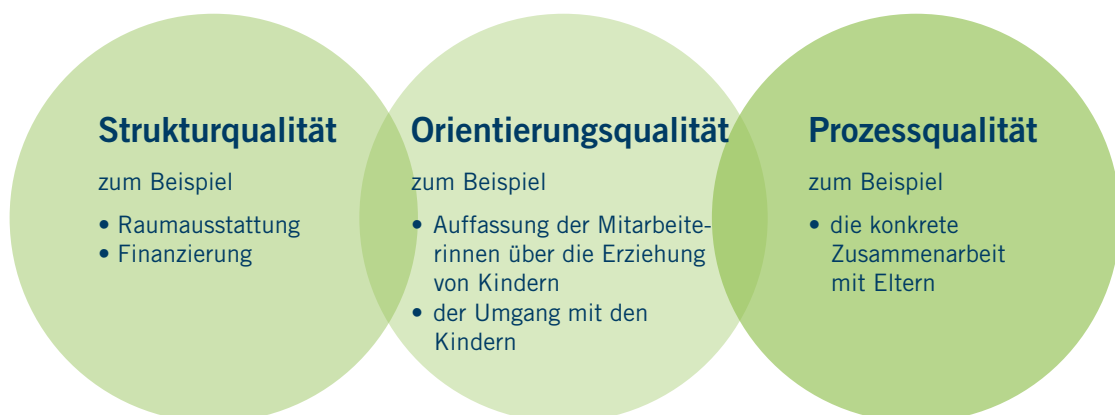 Strukturqualität
zum Beispiel
• Raumausstattung
• Finanzierung
Orientierungsqualität
zum Beispiel
• Auffassung der Mitarbeite-
rinnen über die Erziehung
von Kindern
• der Umgang mit den
Kindern
Prozessqualität
zum Beispiel
• die konkrete
Zusammenarbeit
mit Eltern